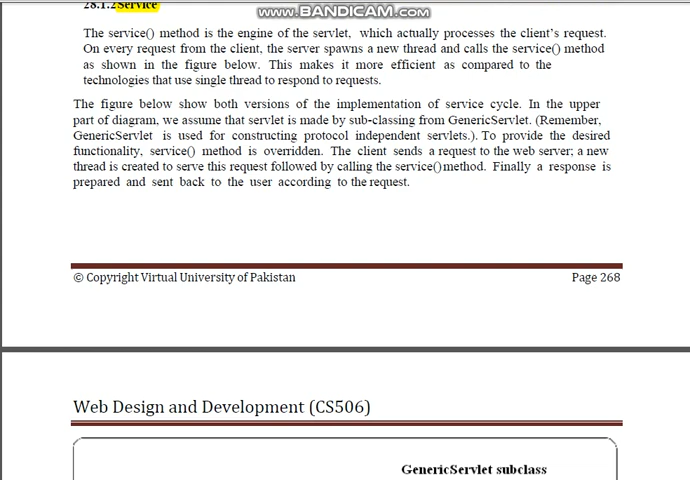 www.BANDICAM.com
28.1.2Service
The service() method is the engine of the servlet, which actually processes the client's request.
On every request from the client, the server spawns a new thread and calls the service() method
as shown in the figure below. This makes it more efficient as compared to the
technologies that use single thread to respond to requests.
The figure below show both versions of the implementation of service cycle. In the upper
part of diagram, we assume that servlet is made by sub-classing from GenericServlet. (Remember,
GenericServlet is used for constructing protocol independent servlets.). To provide the desired
functionality, service() method is overridden. The client sends a request to the web server; a new
thread is created to serve this request followed by calling the service()method. Finally a response is
prepared and sent back to the user according to the request.
© Copyright Virtual University of Pakistan Page 268
Web Design and Development (CS506)
GenericServlet subclass